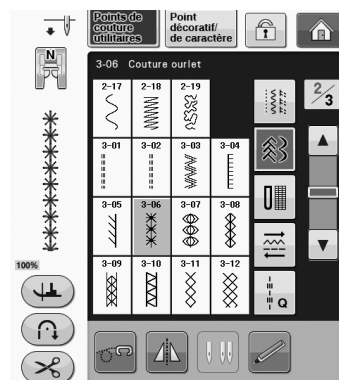 Points de
couture
utilitaires
Point
décoratif/
de caractère
N
3-06 Couture ourlet
2-17 2-18 2-19
2/3
3-01 3-02 3-03 3-04
3-05 3-06 3-07 3-08
100%
3-09 3-10 3-11 3-12
Q